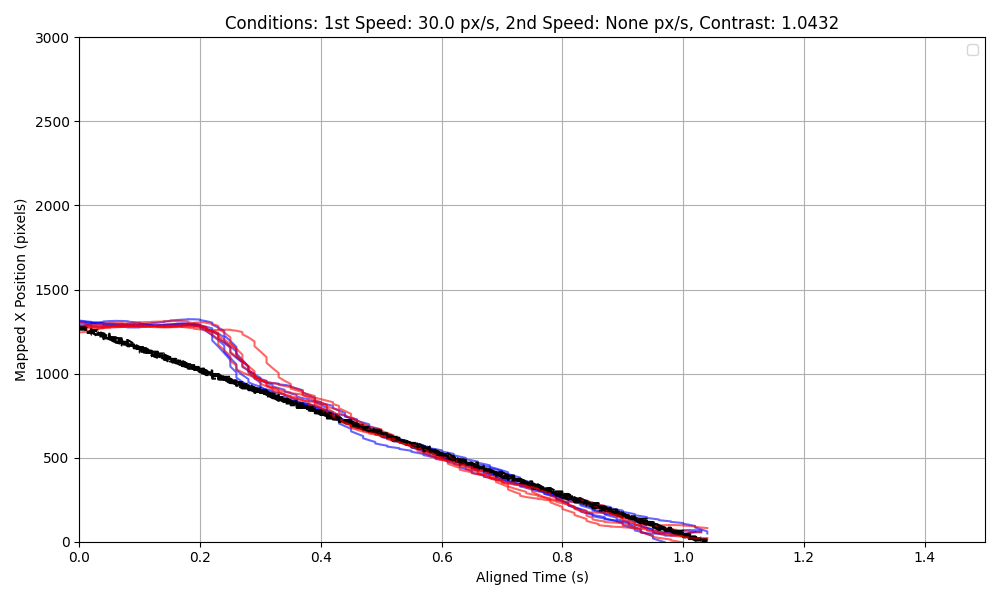 Conditions: 1st Speed: 30.0 px/s, 2nd Speed: None px/s, Contrast: 1.0432
3000
2500
2000
1500
1000
500
0
Mapped X Position (pixels)
0.0 0.2 0.4 0.6 0.8 1.0 1.2 1.4
Aligned Time (s)